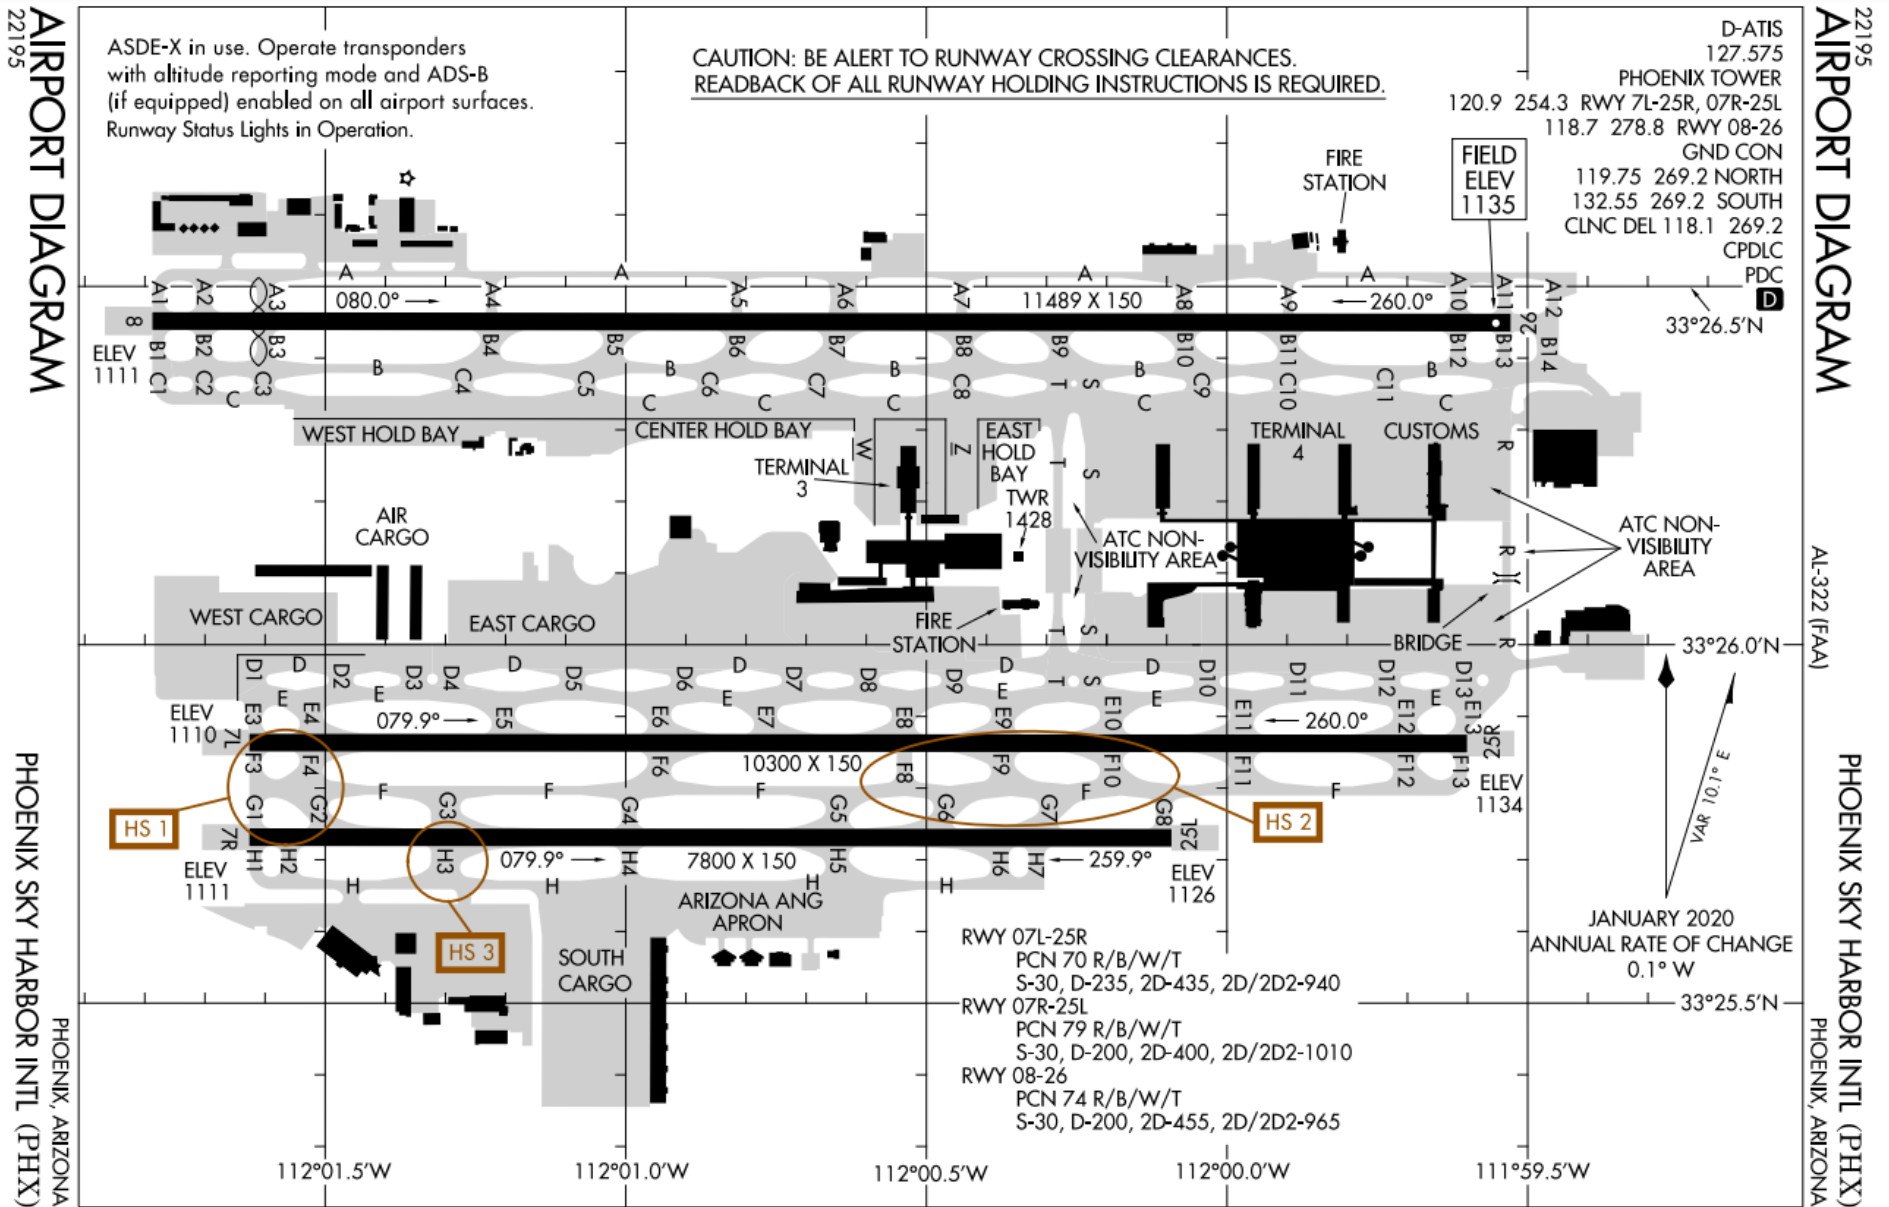 22195
AIRPORT DIAGRAM
22195
AIRPORT DIAGRAM
ASDE-X in use. Operate transponders
with altitude reporting mode and ADS-B
(if equipped) enabled on all airport surfaces.
Runway Status Lights in Operation.
CAUTION: BE ALERT TO RUNWAY CROSSING CLEARANCES.
READBACK OF ALL RUNWAY HOLDING INSTRUCTIONS IS REQUIRED.
D-ATIS
127.575
PHOENIX TOWER
120.9 254.3 RWY 7L-25R, 07R-25L
118.7 278.8 RWY 08-26
GND CON
119.75 269.2 NORTH
132.55 269.2 SOUTH
CLNC DEL 118.1 269.2
CPDLC
PDC
D
FIELD
ELEV
1135
FIRE
STATION
33°26.5'N
A A A A
A1 A2 A3 A4 A5 A6 A7 A8 A9 A10 A11 A12
080.0°
11489 X 150
260.0°
8
26
ELEV
1111
B1 B2 B3 B4 B5 B6 B7 B8 B9 B10 B11 B12 B13 B14
B B B B B
C1 C2 C3 C4 C5 C6 C7 C8 T S C9 C10 C11
C C C C C C
WEST HOLD BAY
CENTER HOLD BAY
W
Z
EAST
HOLD
BAY
TERMINAL
3
TWR
1428
T S
TERMINAL
4
CUSTOMS
R
AIR
CARGO
ATC NON-
VISIBILITY AREA
R
ATC NON-
VISIBILITY
AREA
WEST CARGO
EAST CARGO
FIRE
STATION
T S
BRIDGE
R
33°26.0'N
D D D D D
D1 D2 D3 D4 D5 D6 D7 D8 D9 T S D10 D11 D12 D13
E E E E E E
E3 E4 E5 E6 E7 E8 E9 E10 E11 E12 E13
ELEV
1110
079.9°
260.0°
7L
25R
10300 X 150
F3 F4 F6 F8 F9 F10 F11 F12 F13
F F F F F
ELEV
1134
HS 1
HS 2
G1 G2 G3 G4 G5 G6 G7 G8
7R
25L
H1 H2 H3 H4 H5 H6 H7
079.9°
7800 X 150
259.9°
ELEV
1111
ELEV
1126
H H H H
HS 3
ARIZONA ANG
APRON
SOUTH
CARGO
RWY 07L-25R
PCN 70 R/B/W/T
S-30, D-235, 2D-435, 2D/2D2-940
RWY 07R-25L
PCN 79 R/B/W/T
S-30, D-200, 2D-400, 2D/2D2-1010
RWY 08-26
PCN 74 R/B/W/T
S-30, D-200, 2D-455, 2D/2D2-965
VAR 10.1° E
JANUARY 2020
ANNUAL RATE OF CHANGE
0.1° W
33°25.5'N
112°01.5'W
112°01.0'W
112°00.5'W
112°00.0'W
111°59.5'W
AL-322 (FAA)
PHOENIX SKY HARBOR INTL (PHX)
PHOENIX, ARIZONA
PHOENIX SKY HARBOR INTL (PHX)
PHOENIX, ARIZONA